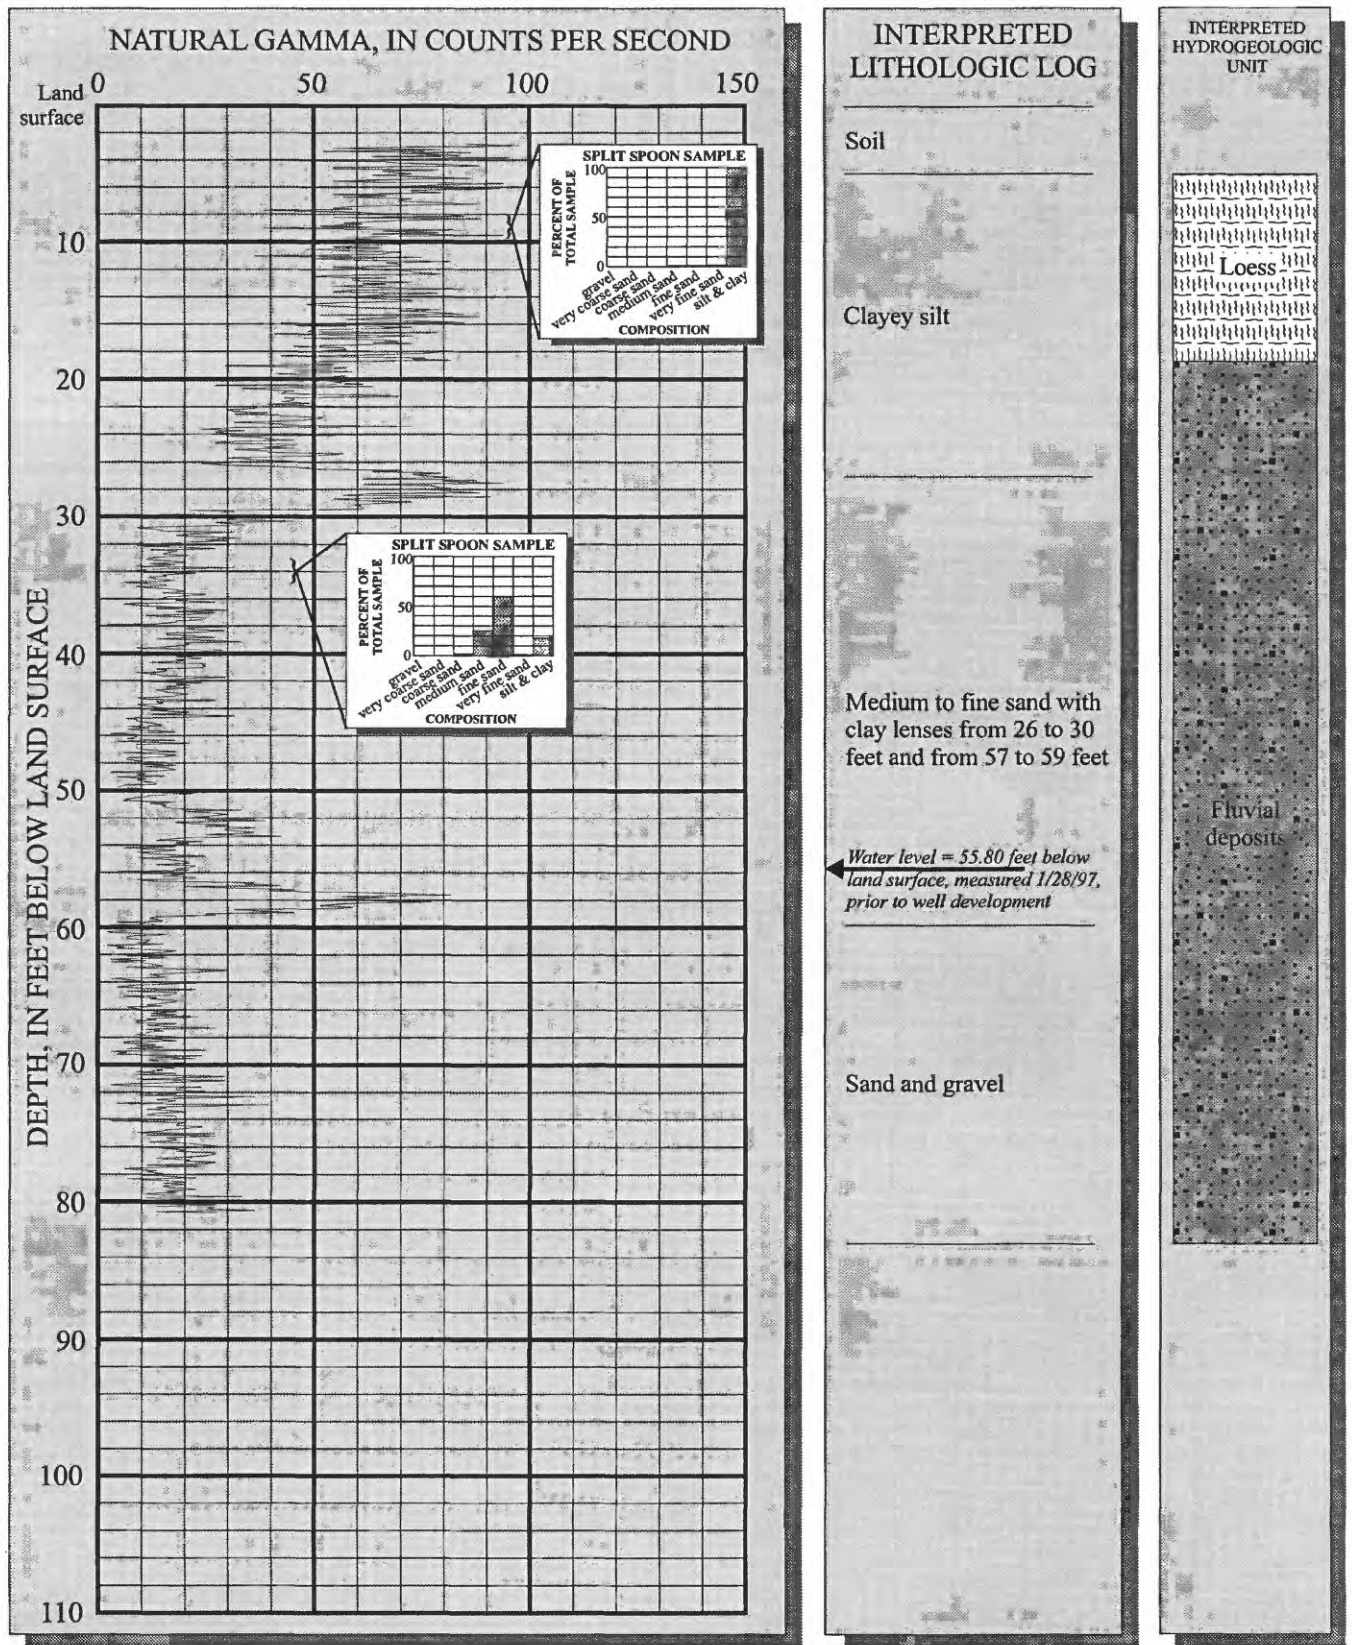 NATURAL GAMMA, IN COUNTS PER SECOND
0 50 100 150
Land
surface
10
20
30
40
50
60
70
80
90
100
110
DEPTH, IN FEET BELOW LAND SURFACE
SPLIT SPOON SAMPLE
PERCENT OF
TOTAL SAMPLE
100
50
0
gravel
very coarse sand
coarse sand
medium sand
fine sand
very fine sand
silt & clay
COMPOSITION
SPLIT SPOON SAMPLE
PERCENT OF
TOTAL SAMPLE
100
50
0
gravel
very coarse sand
coarse sand
medium sand
fine sand
very fine sand
silt & clay
COMPOSITION
INTERPRETED
LITHOLOGIC LOG
Soil
Clayey silt
Medium to fine sand with
clay lenses from 26 to 30
feet and from 57 to 59 feet
Water level = 55.80 feet below
land surface, measured 1/28/97,
prior to well development
Sand and gravel
INTERPRETED
HYDROGEOLOGIC
UNIT
Loess
Fluvial
deposits